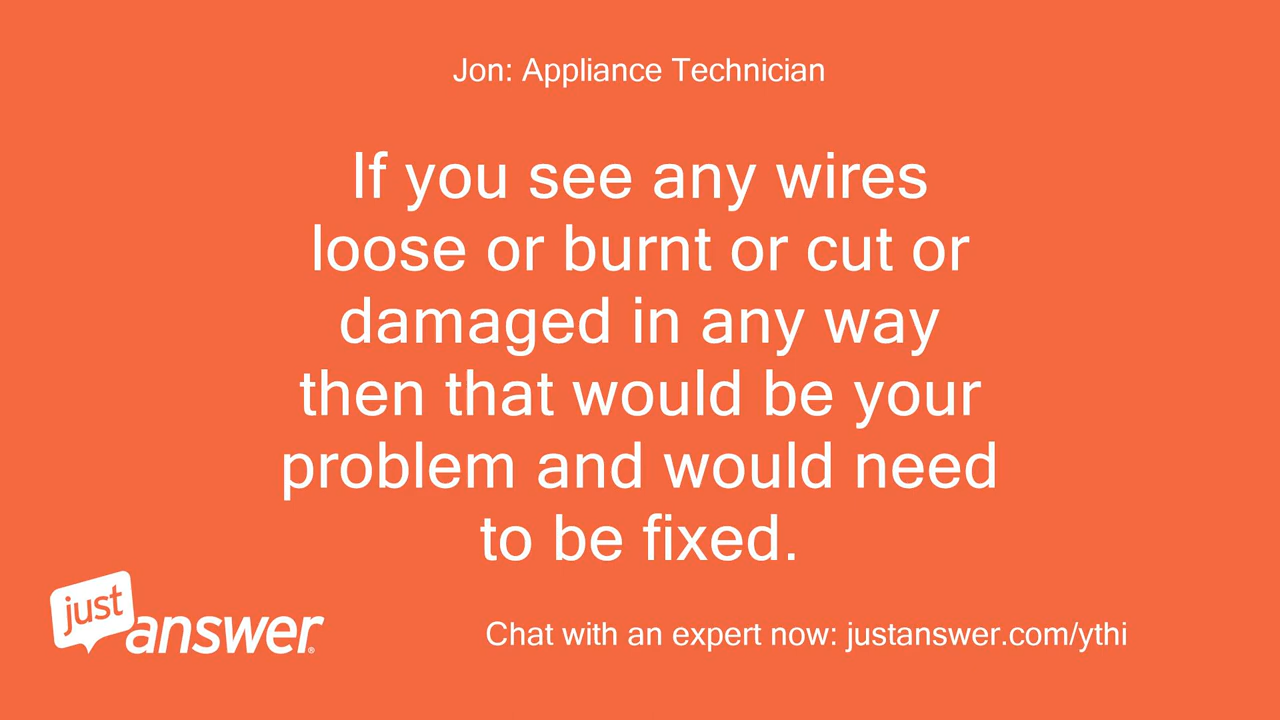 Jon: Appliance Technician
If you see any wires
loose or burnt or cut or
damaged in any way
then that would be your
problem and would need
to be fixed.
just
answer®
Chat with an expert now: justanswer.com/ythi